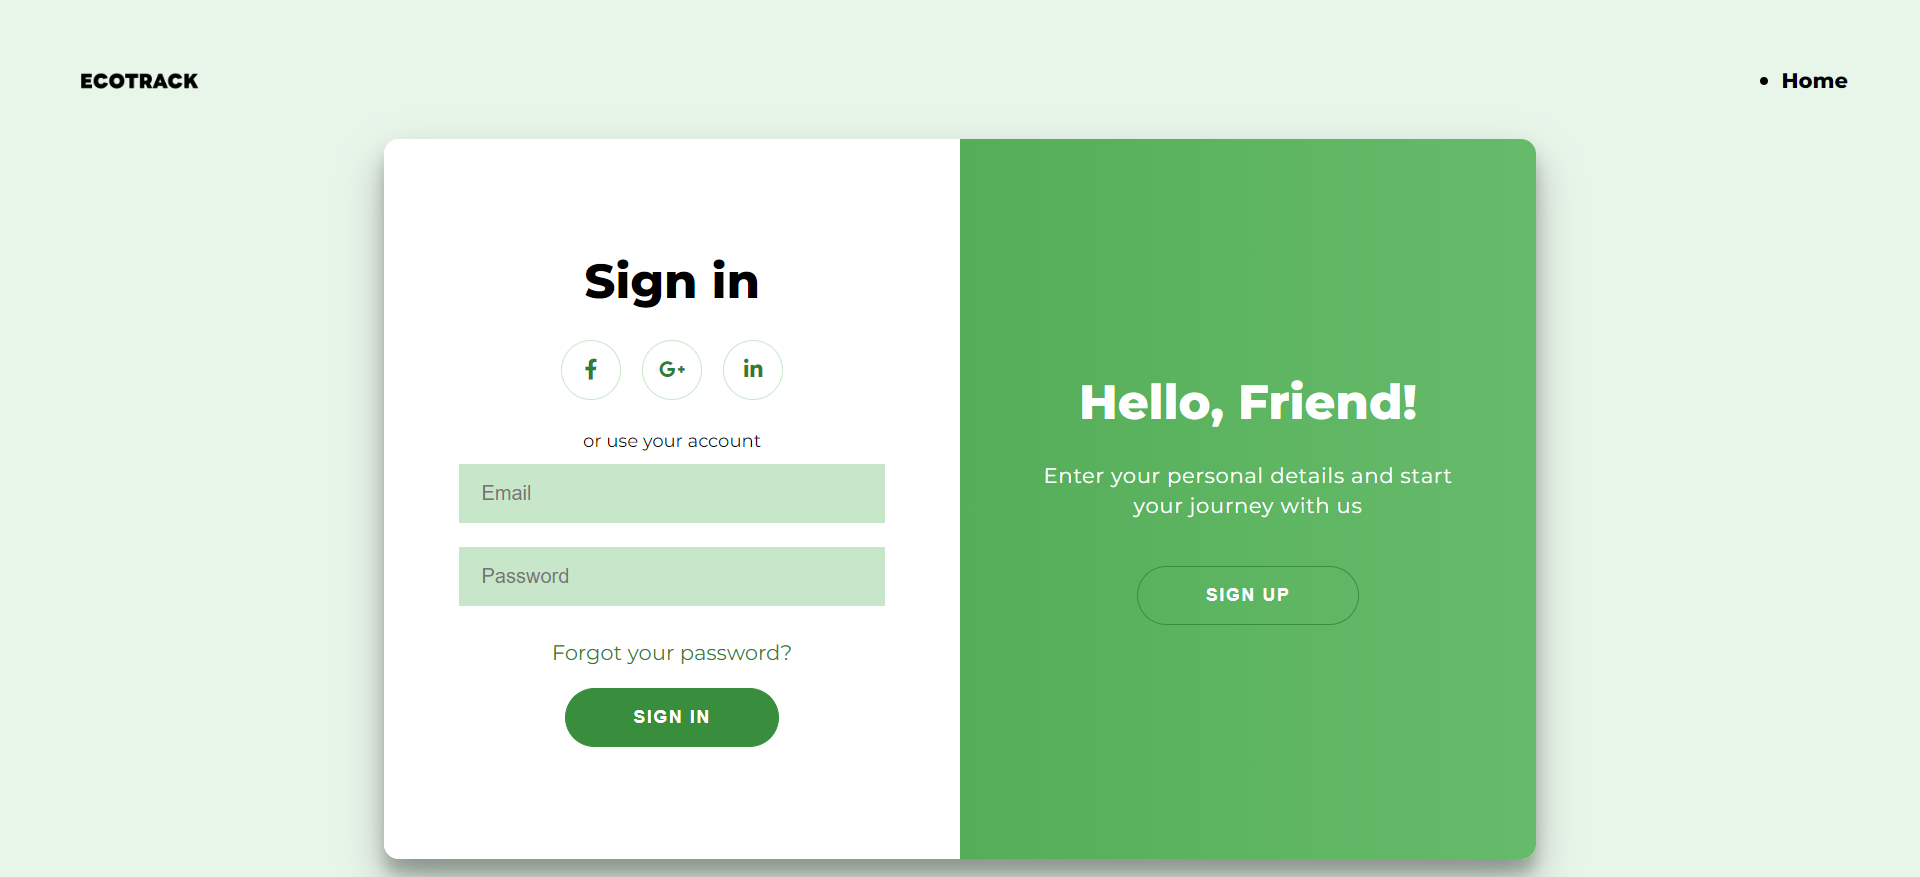 ECOTRACK
Home
Sign in
or use your account
Email
Password
Forgot your password?
SIGN IN
Hello, Friend!
Enter your personal details and start
your journey with us
SIGN UP